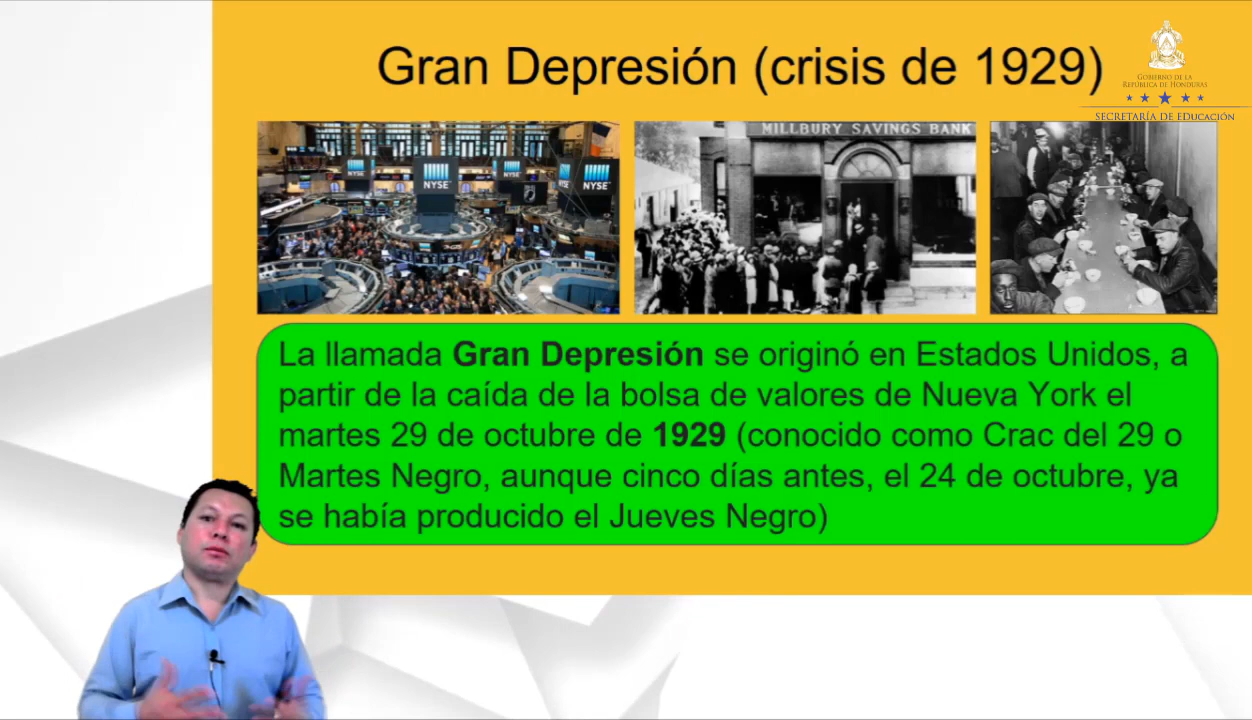 Gran Depresión (crisis de 1929)
GOBIERNO DE LA
REPÚBLICA DE HONDURAS
SECRETARÍA DE EDUCACIÓN
NYSE
NYSE
NYSE
NYSE
MILLBURY SAVINGS BANK
La llamada Gran Depresión se originó en Estados Unidos, a
partir de la caída de la bolsa de valores de Nueva York el
martes 29 de octubre de 1929 (conocido como Crac del 29 o
Martes Negro, aunque cinco días antes, el 24 de octubre, ya
se había producido el Jueves Negro)